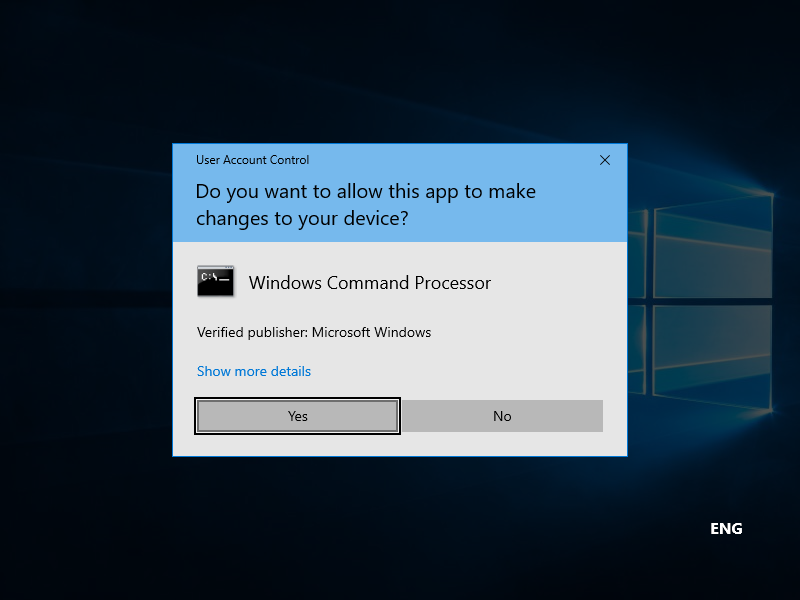 User Account Control
Do you want to allow this app to make
changes to your device?
C:\_
Windows Command Processor
Verified publisher: Microsoft Windows
Show more details
Yes
No
ENG